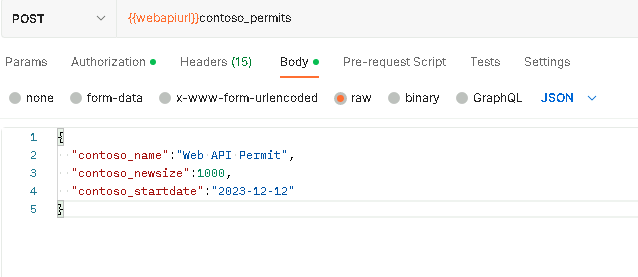 POST {{webapiurl}}contoso_permits
Params Authorization Headers (15) Body Pre-request Script Tests Settings
none form-data x-www-form-urlencoded raw binary GraphQL JSON
1 {
2 "contoso_name":"Web API Permit",
3 "contoso_newsize":1000,
4 "contoso_startdate":"2023-12-12"
5 }